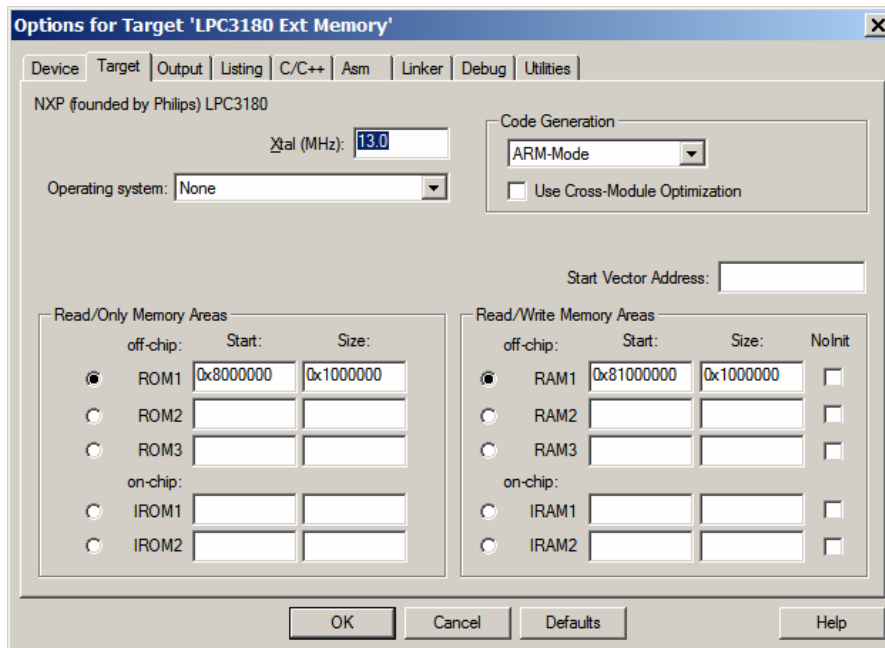 Options for Target 'LPC3180 Ext Memory'
Device Target Output Listing C/C++ Asm Linker Debug Utilities
NXP (founded by Philips) LPC3180
Xtal (MHz): 13.0
Operating system: None
Code Generation
ARM-Mode
Use Cross-Module Optimization
Start Vector Address:
Read/Only Memory Areas
off-chip: Start: Size:
ROM1 0x8000000 0x1000000
ROM2
ROM3
on-chip:
IROM1
IROM2
Read/Write Memory Areas
off-chip: Start: Size: NoInit
RAM1 0x81000000 0x1000000
RAM2
RAM3
on-chip:
IRAM1
IRAM2
OK Cancel Defaults Help